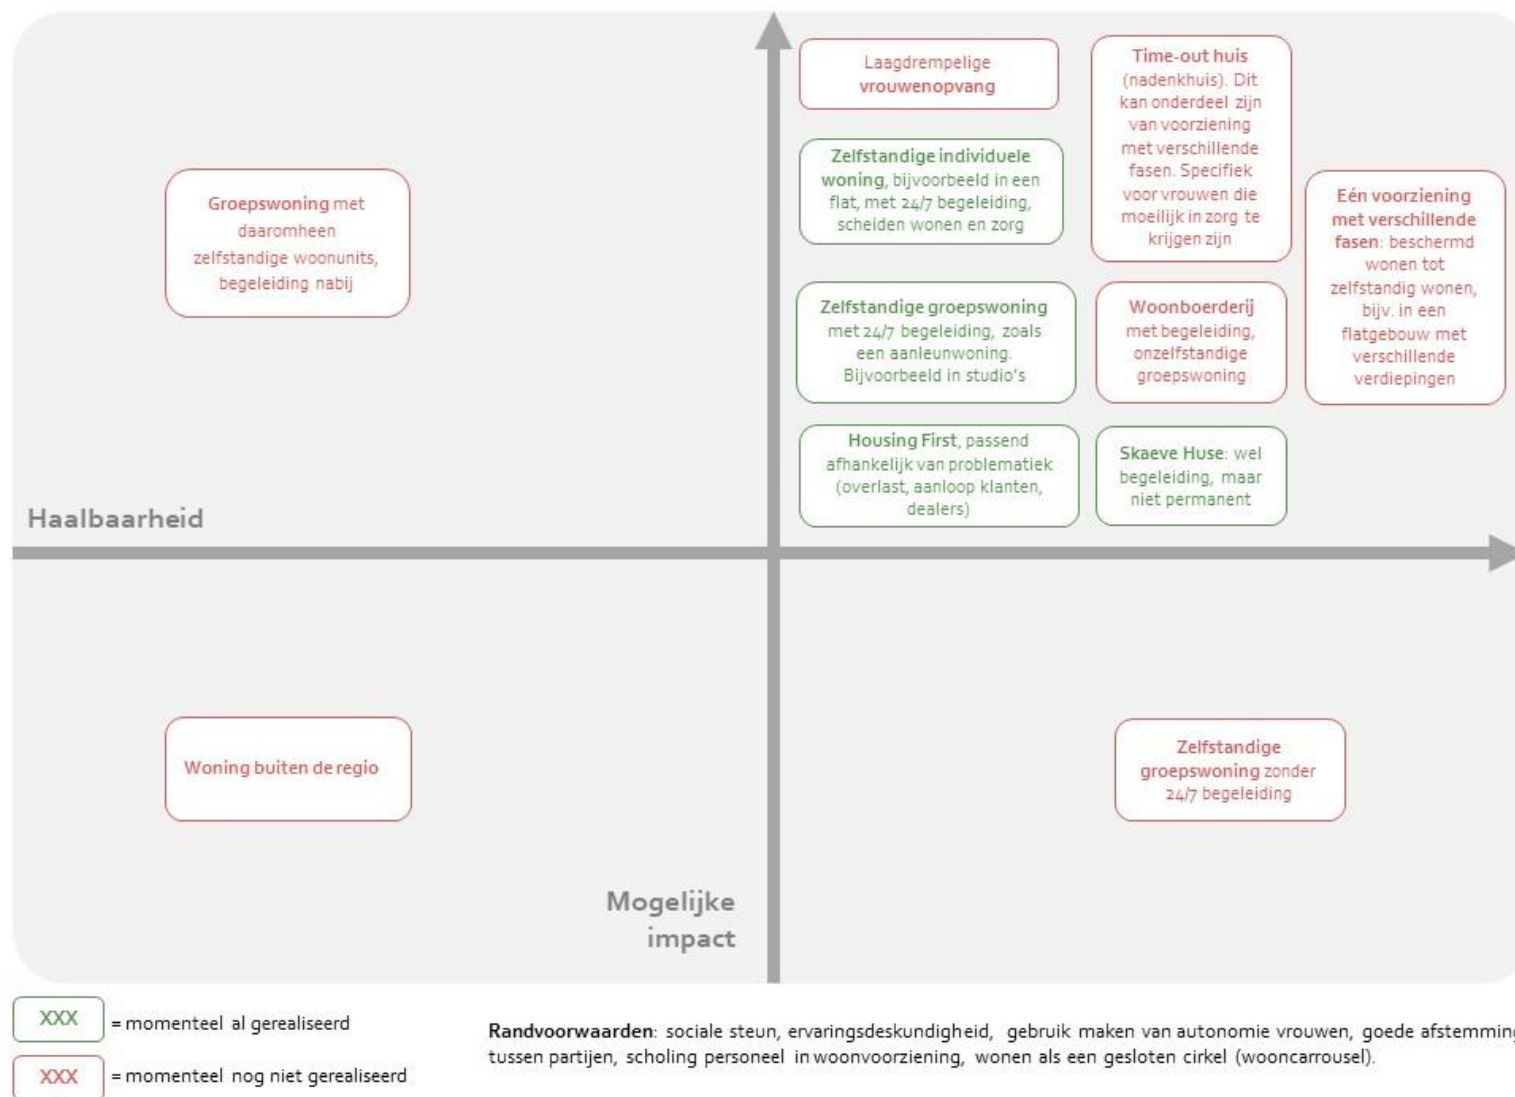 Laagdrempelige
vrouwenopvang
Time-out huis
(nadenkhuis). Dit
kan onderdeel zijn
van voorziening
met verschillende
fasen. Specifiek
voor vrouwen die
moeilijk in zorg te
krijgen zijn
Zelfstandige individuele
woning, bijvoorbeeld in een
flat, met 24/7 begeleiding,
scheiden wonen en zorg
Groepswoning met
daaromheen
zelfstandige woonunits,
begeleiding nabij
Eén voorziening
met verschillende
fasen: beschermd
wonen tot
zelfstandig wonen,
bijv. in een
flatgebouw met
verschillende
verdiepingen
Zelfstandige groepswoning
met 24/7 begeleiding, zoals
een aanleunwoning.
Bijvoorbeeld in studio's
Woonboerderij
met begeleiding,
onzelfstandige
groepswoning
Housing First, passend
afhankelijk van problematiek
(overlast, aanloop klanten,
dealers)
Skaeve Huse: wel
begeleiding, maar
niet permanent
Haalbaarheid
Woning buiten de regio
Zelfstandige
groepswoning zonder
24/7 begeleiding
Mogelijke
impact
XXX = momenteel al gerealiseerd
XXX = momenteel nog niet gerealiseerd
Randvoorwaarden: sociale steun, ervaringsdeskundigheid, gebruik maken van autonomie vrouwen, goede afstemming
tussen partijen, scholing personeel in woonvoorziening, wonen als een gesloten cirkel (wooncarrousel).